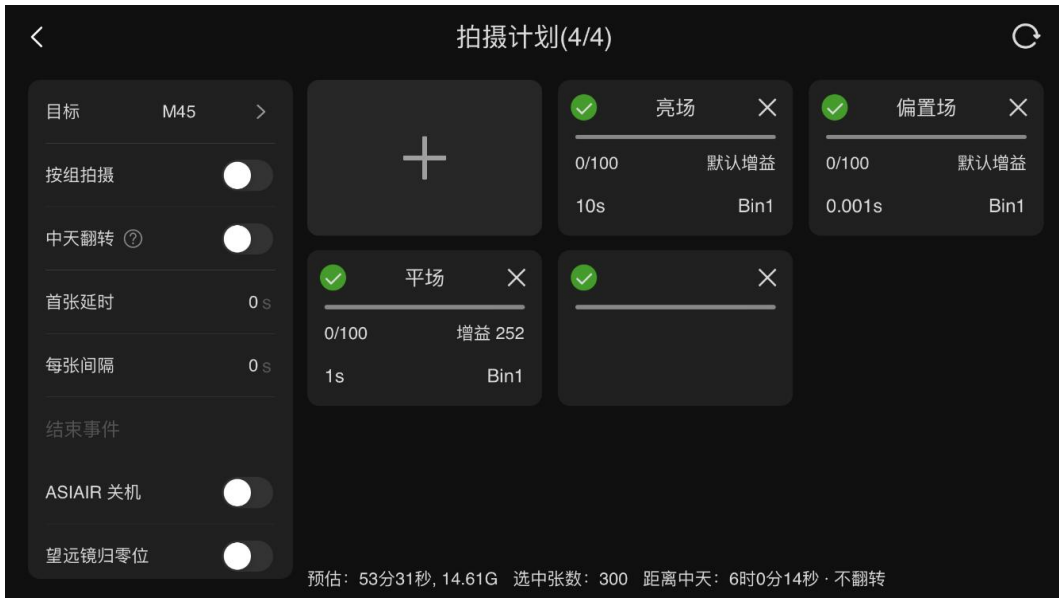 拍摄计划(4/4)
目标 M45
按组拍摄
中天翻转 ?
首张延时 0 s
每张间隔 0 s
结束事件
ASIAIR 关机
望远镜归零位
亮场
0/100 默认增益
10s Bin1
偏置场
0/100 默认增益
0.001s Bin1
平场
0/100 增益 252
1s Bin1
预估：53分31秒, 14.61G 选中张数：300 距离中天：6时0分14秒 · 不翻转